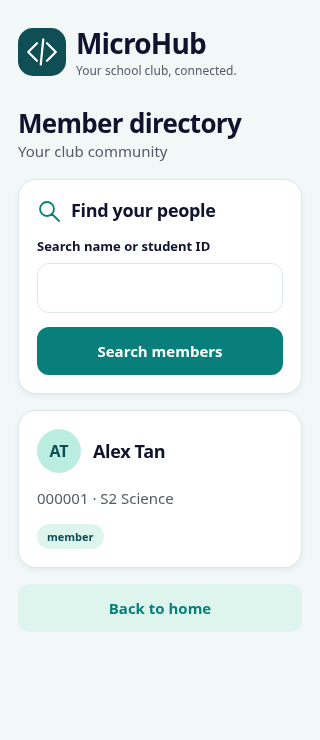 MicroHub
Your school club, connected.
Member directory
Your club community
Find your people
Search name or student ID
Search members
AT
Alex Tan
000001 · S2 Science
member
Back to home